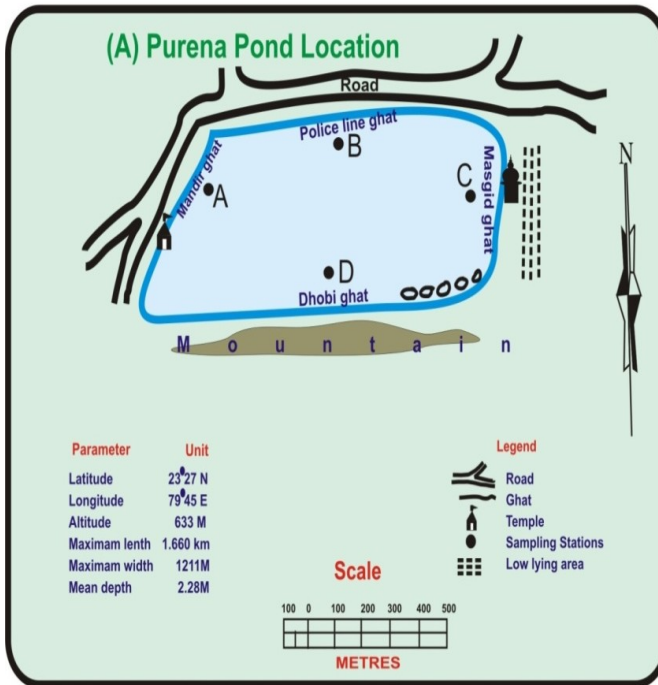 (A) Purena Pond Location
Road
Police line ghat
B
Mandir ghat
A
C
Masgid ghat
N
D
Dhobi ghat
M o u n t a i n
Parameter Unit
Latitude 23°27 N
Longitude 79°45 E
Altitude 633 M
Maximam lenth 1.660 km
Maximam width 1211M
Mean depth 2.28M
Legend
Road
Ghat
Temple
Sampling Stations
Low lying area
Scale
100 0 100 200 300 400 500
METRES